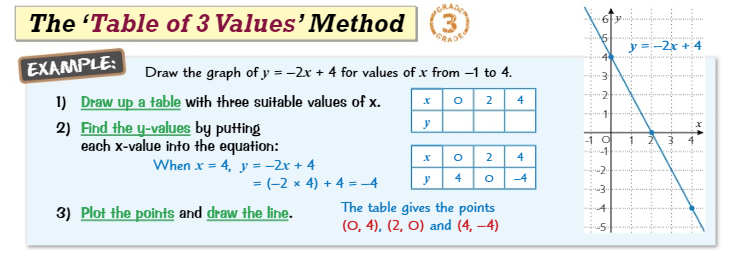 The 'Table of 3 Values' Method
GRADE 3 GRADE
EXAMPLE:
Draw the graph of y = –2x + 4 for values of x from –1 to 4.
1) Draw up a table with three suitable values of x.
x 0 2 4
y
2) Find the y-values by putting
each x-value into the equation:
When x = 4, y = –2x + 4
= (–2 × 4) + 4 = –4
x 0 2 4
y 4 0 –4
3) Plot the points and draw the line.
The table gives the points
(0, 4), (2, 0) and (4, –4)
y
6
5
4
3
2
1
y = –2x + 4
x
-1 0 1 2 3 4
-1
-2
-3
-4
-5